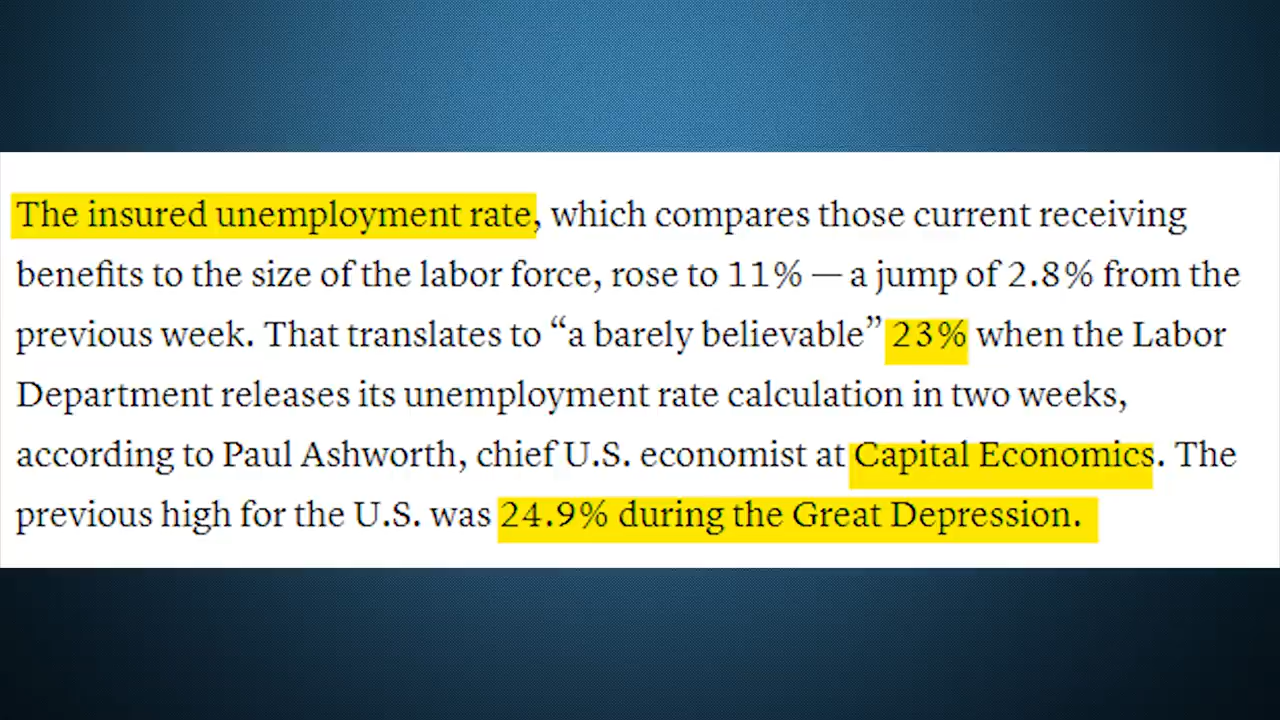 The insured unemployment rate, which compares those current receiving
benefits to the size of the labor force, rose to 11% — a jump of 2.8% from the
previous week. That translates to “a barely believable” 23% when the Labor
Department releases its unemployment rate calculation in two weeks,
according to Paul Ashworth, chief U.S. economist at Capital Economics. The
previous high for the U.S. was 24.9% during the Great Depression.